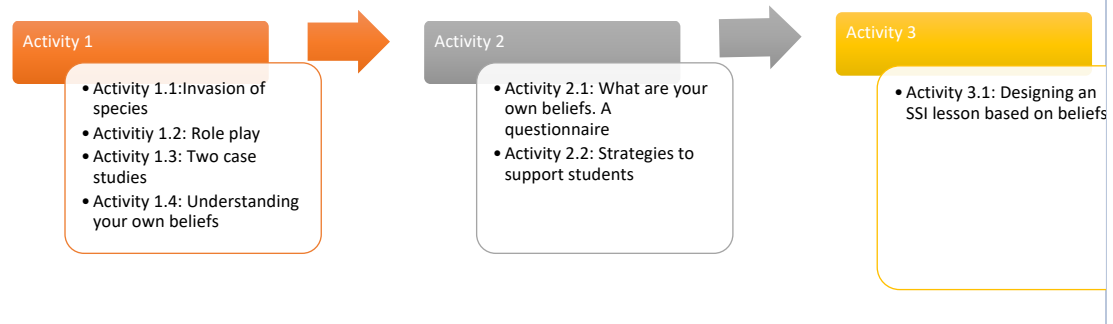 Activity 1
• Activity 1.1:Invasion of
species
• Activitiy 1.2: Role play
• Activity 1.3: Two case
studies
• Activity 1.4: Understanding
your own beliefs
Activity 2
• Activity 2.1: What are your
own beliefs. A
questionnaire
• Activity 2.2: Strategies to
support students
Activity 3
• Activity 3.1: Designing an
SSI lesson based on beliefs